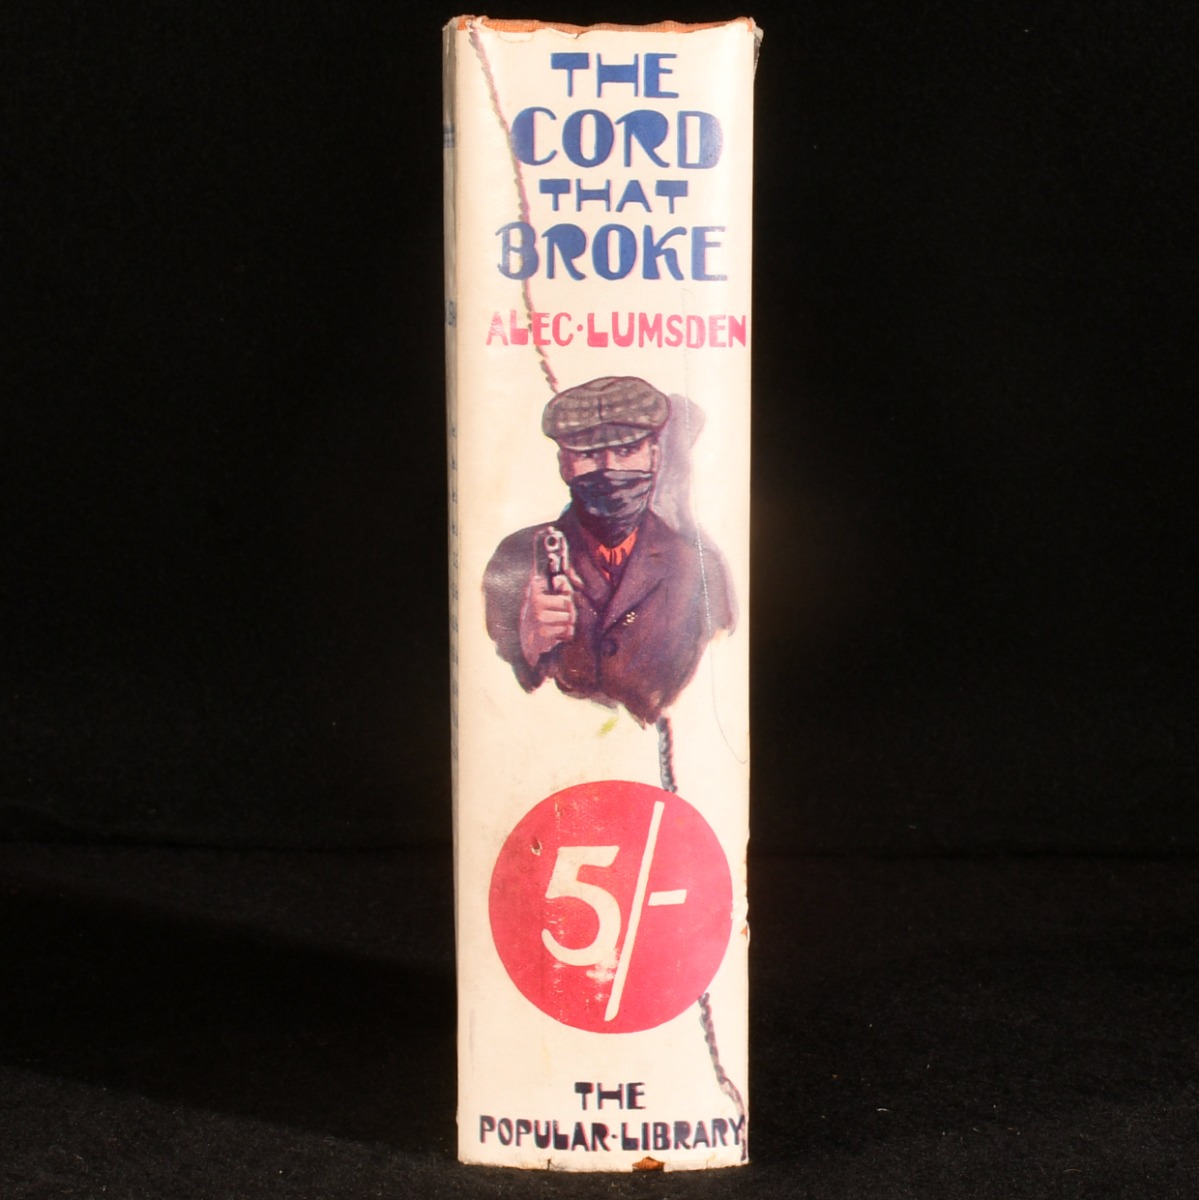 THE
CORD
THAT
BROKE
ALEC·LUMSDEN
5/-
THE
POPULAR·LIBRARY